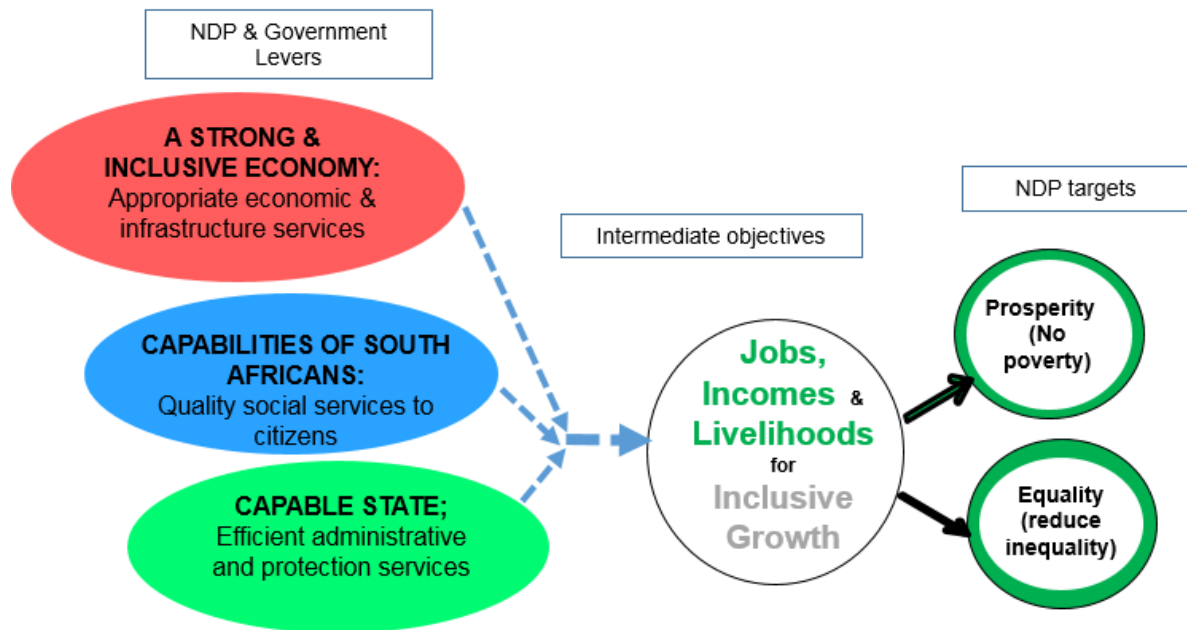 NDP & Government
Levers
A STRONG &
INCLUSIVE ECONOMY:
Appropriate economic &
infrastructure services
CAPABILITIES OF SOUTH
AFRICANS:
Quality social services to
citizens
CAPABLE STATE;
Efficient administrative
and protection services
Intermediate objectives
Jobs,
Incomes &
Livelihoods
for
Inclusive
Growth
NDP targets
Prosperity
(No
poverty)
Equality
(reduce
inequality)